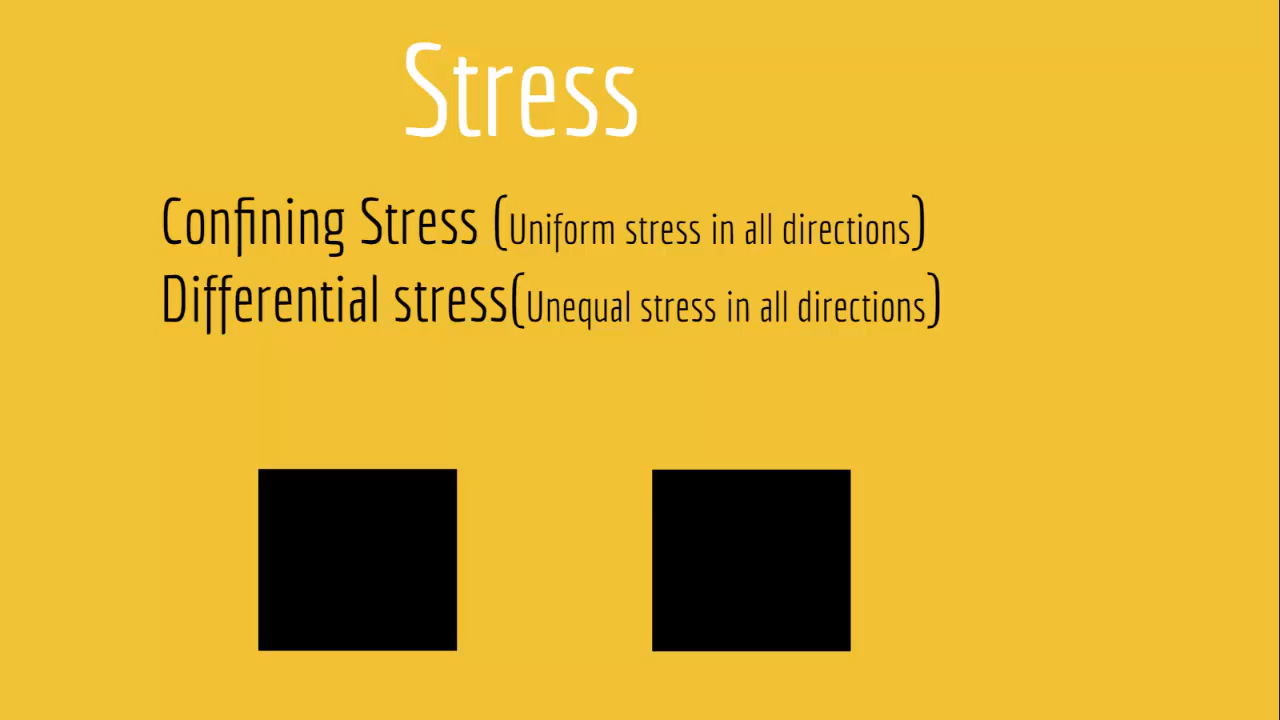 Stress
Confining Stress (Uniform stress in all directions)
Differential stress(Unequal stress in all directions)